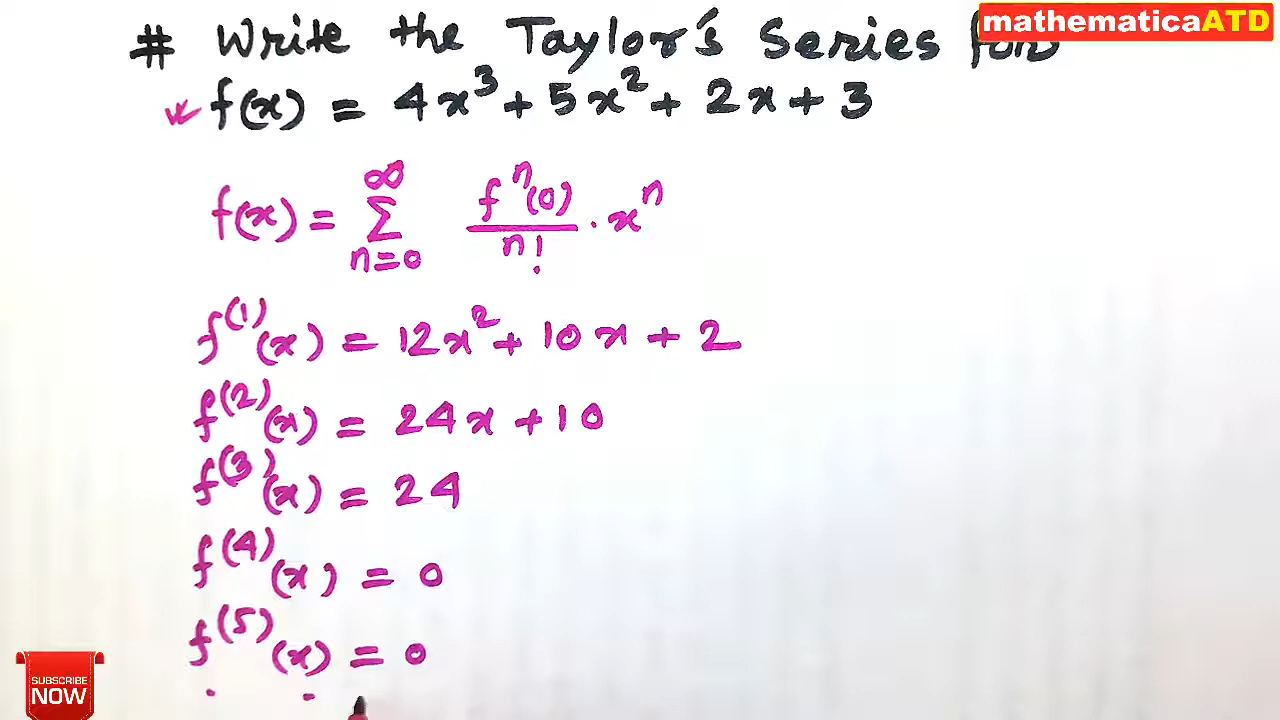 mathematicaATD
# Write the Taylor's Series for
f(x) = 4x³ + 5x² + 2x + 3
f(x) = ∞ Σ n=0 fⁿ(0)/n! · xⁿ
f⁽¹⁾(x) = 12x² + 10x + 2
f⁽²⁾(x) = 24x + 10
f⁽³⁾(x) = 24
f⁽⁴⁾(x) = 0
f⁽⁵⁾(x) = 0
SUBSCRIBE
NOW